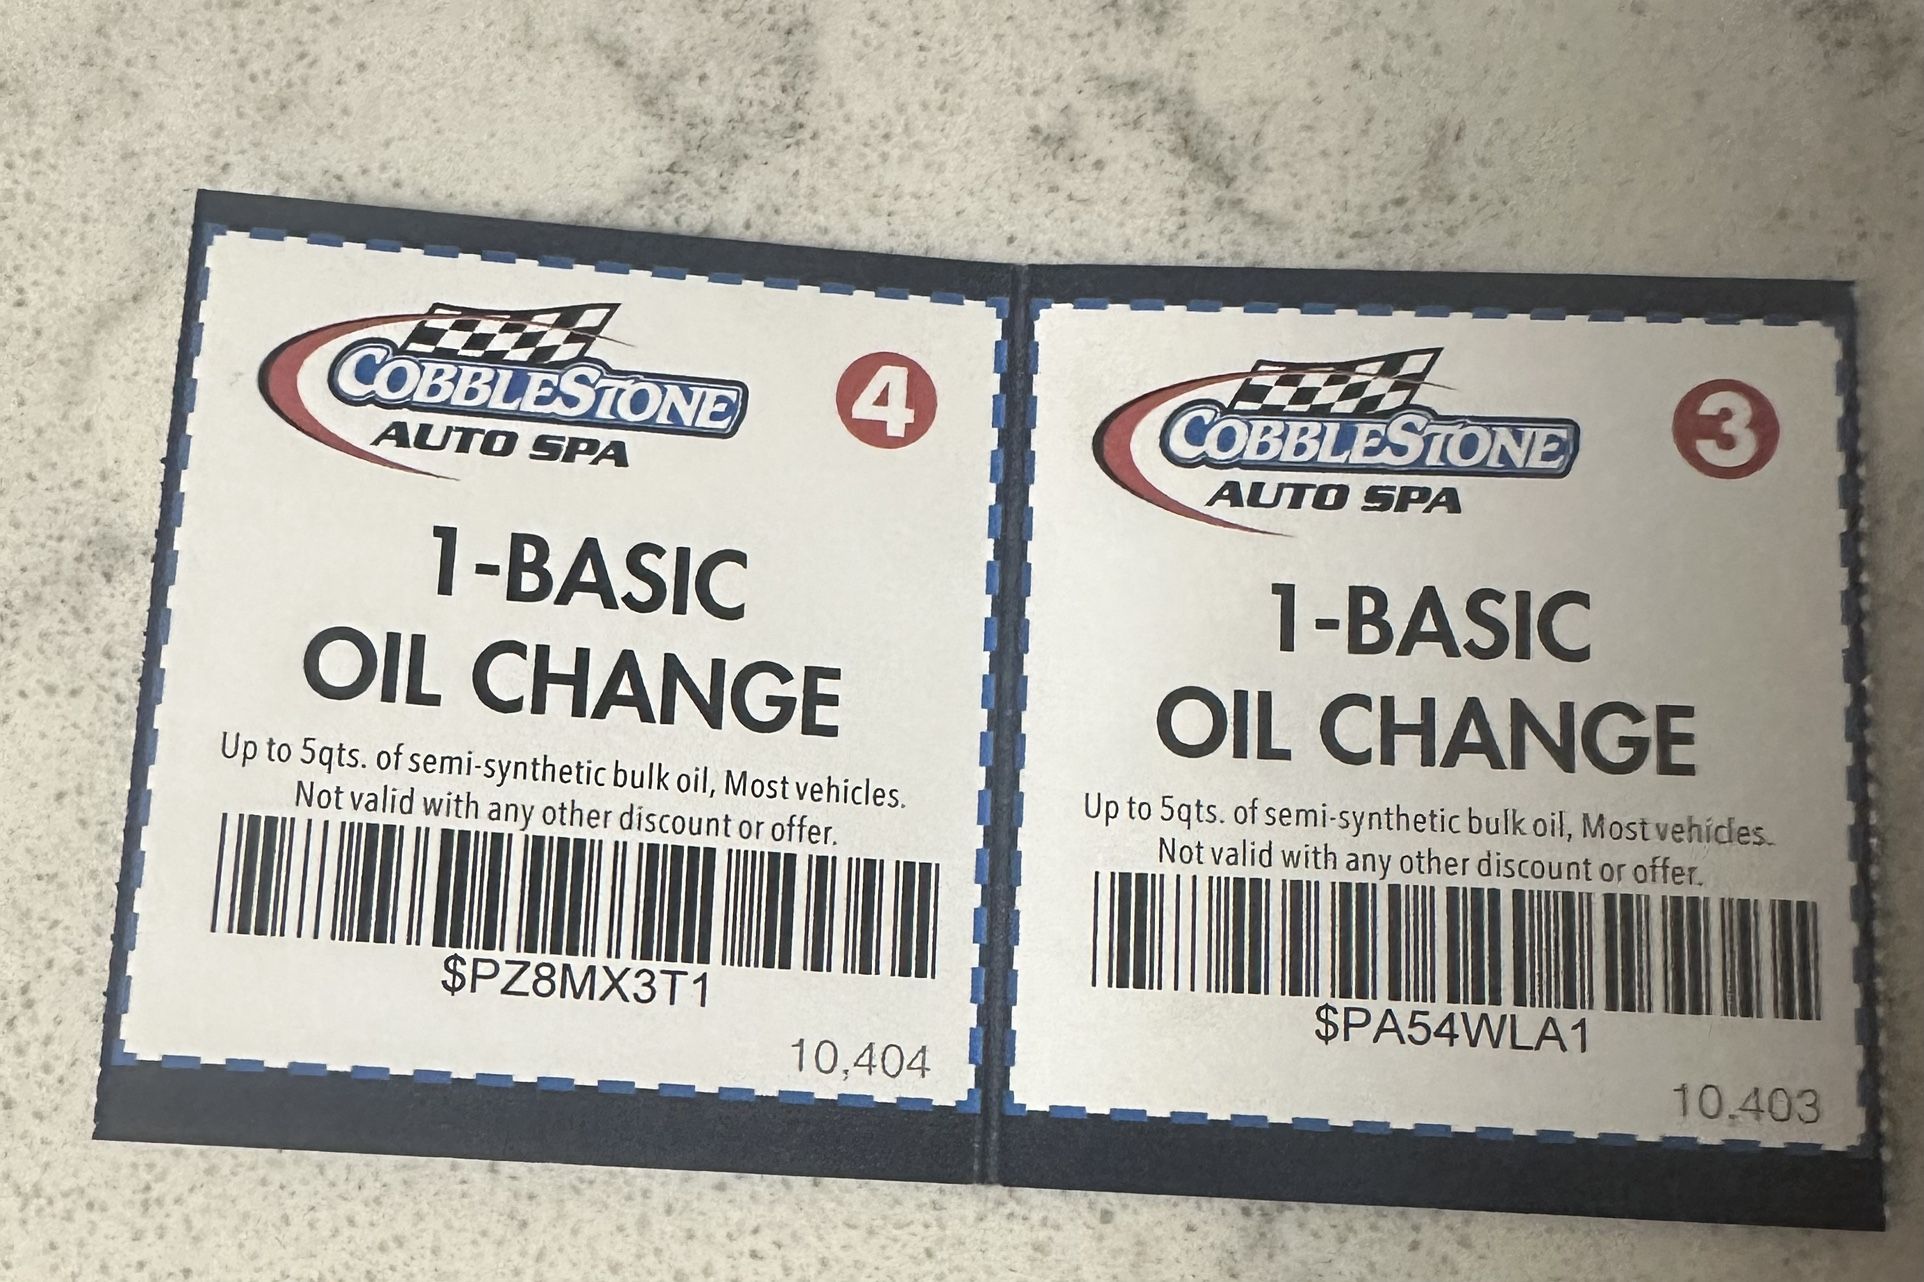 COBBLESTONE
AUTO SPA
4
1-BASIC
OIL CHANGE
Up to 5qts. of semi-synthetic bulk oil, Most vehicles.
Not valid with any other discount or offer.
$PZ8MX3T1
10,404
COBBLESTONE
AUTO SPA
3
1-BASIC
OIL CHANGE
Up to 5qts. of semi-synthetic bulk oil, Most vehicles.
Not valid with any other discount or offer.
$PA54WLA1
10,403